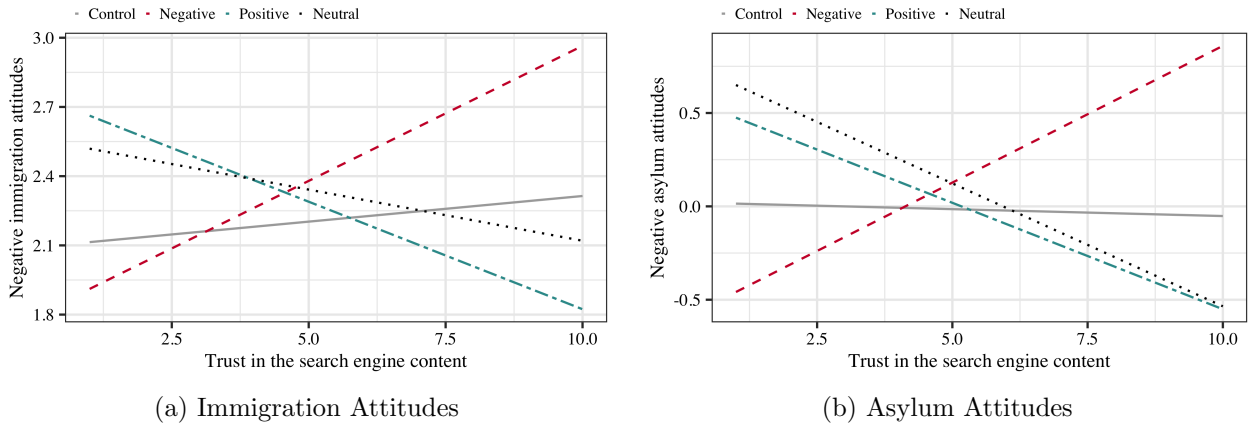 Control Negative Positive Neutral
Negative immigration attitudes
3.0
2.7
2.4
2.1
1.8
2.5 5.0 7.5 10.0
Trust in the search engine content
(a) Immigration Attitudes
Control Negative Positive Neutral
Negative asylum attitudes
0.5
0.0
-0.5
2.5 5.0 7.5 10.0
Trust in the search engine content
(b) Asylum Attitudes